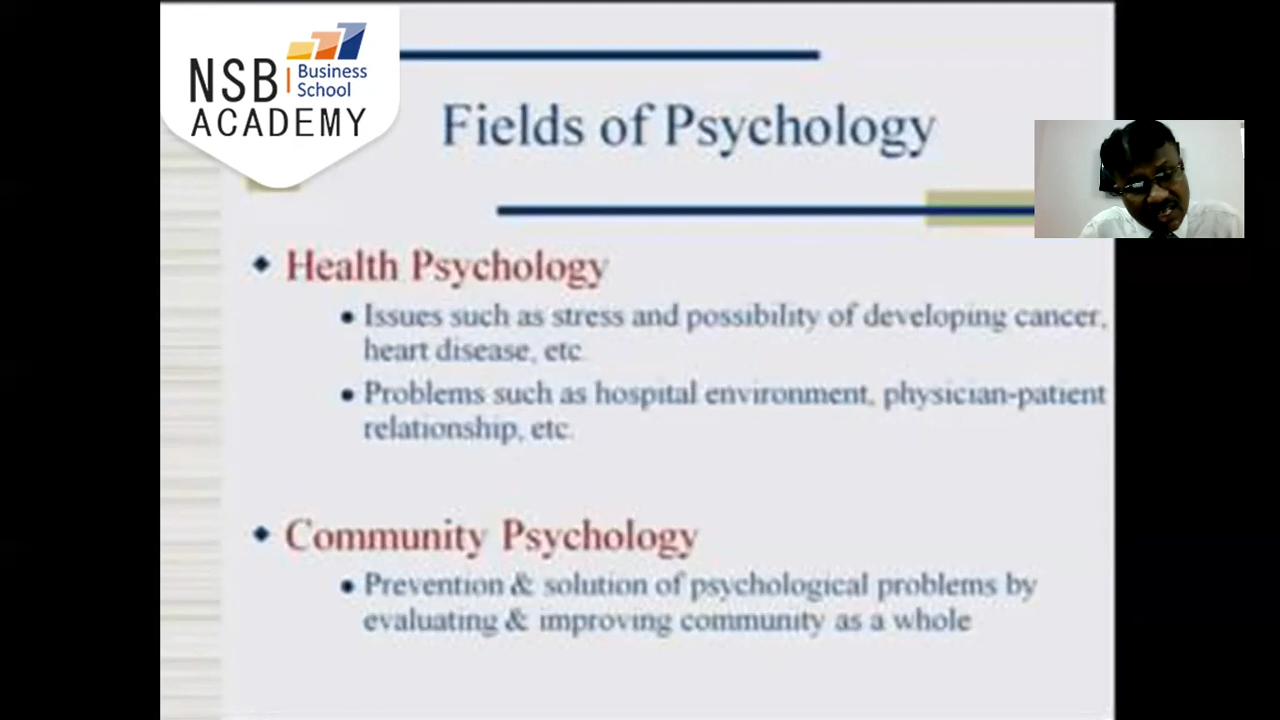 NSB Business School
ACADEMY
Fields of Psychology
Health Psychology
Issues such as stress and possibility of developing cancer,
heart disease, etc.
Problems such as hospital environment, physician-patient
relationship, etc.
Community Psychology
Prevention & solution of psychological problems by
evaluating & improving community as a whole